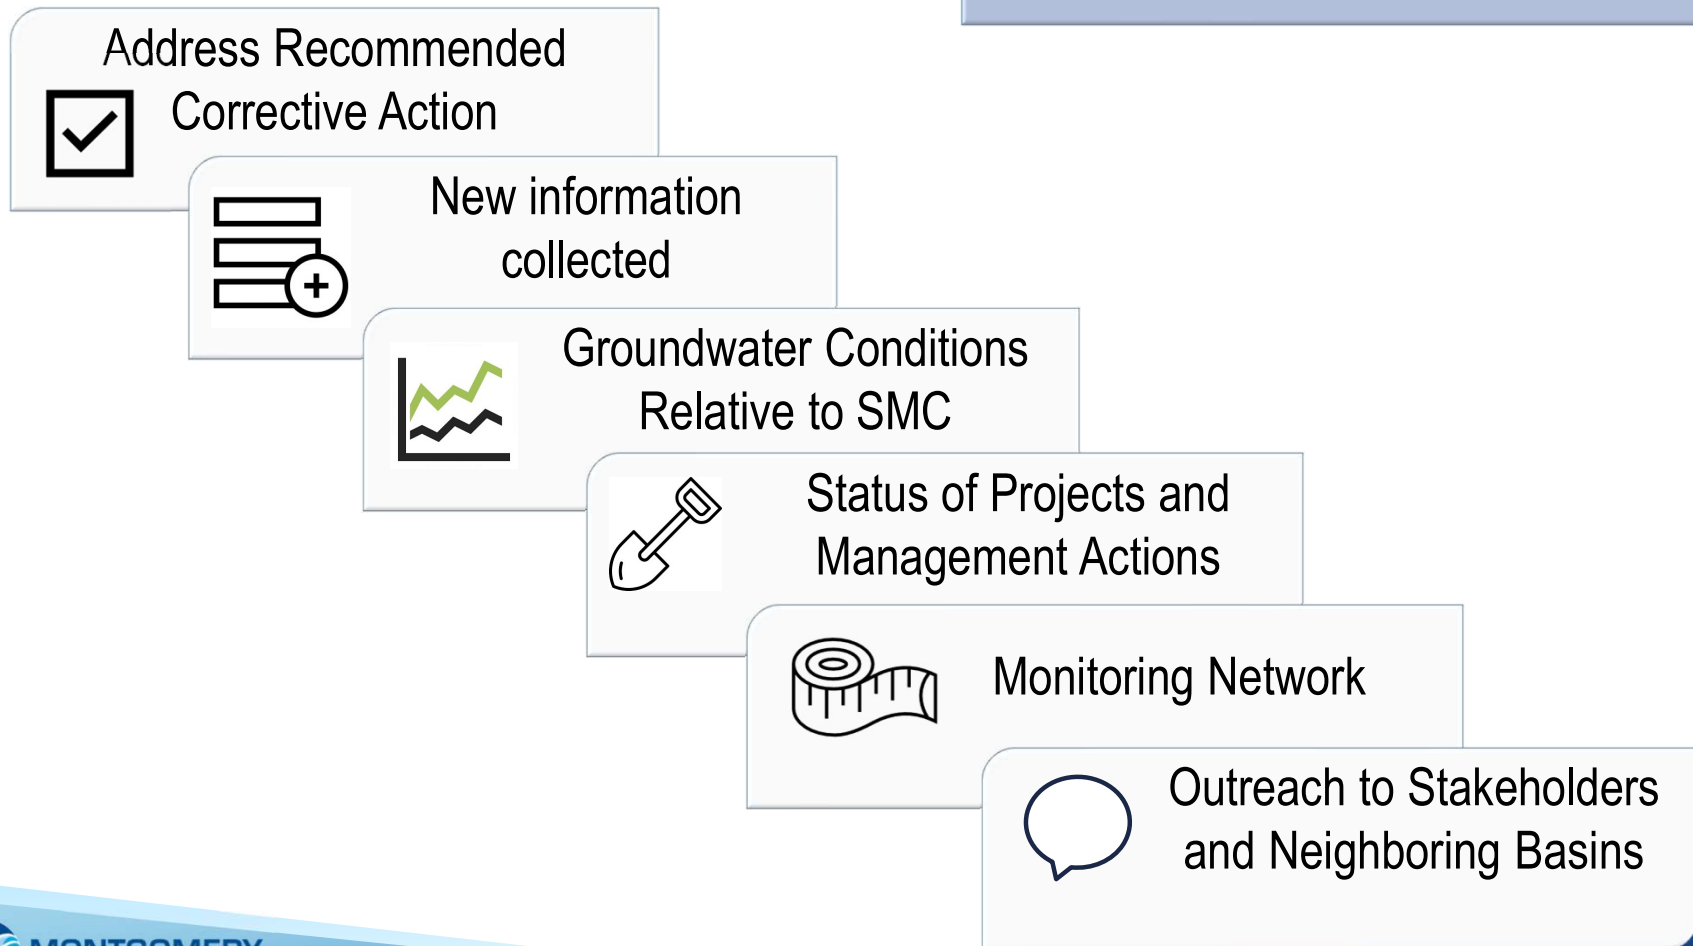 Address Recommended
Corrective Action
New information
collected
Groundwater Conditions
Relative to SMC
Status of Projects and
Management Actions
Monitoring Network
Outreach to Stakeholders
and Neighboring Basins
MONTGOMERY